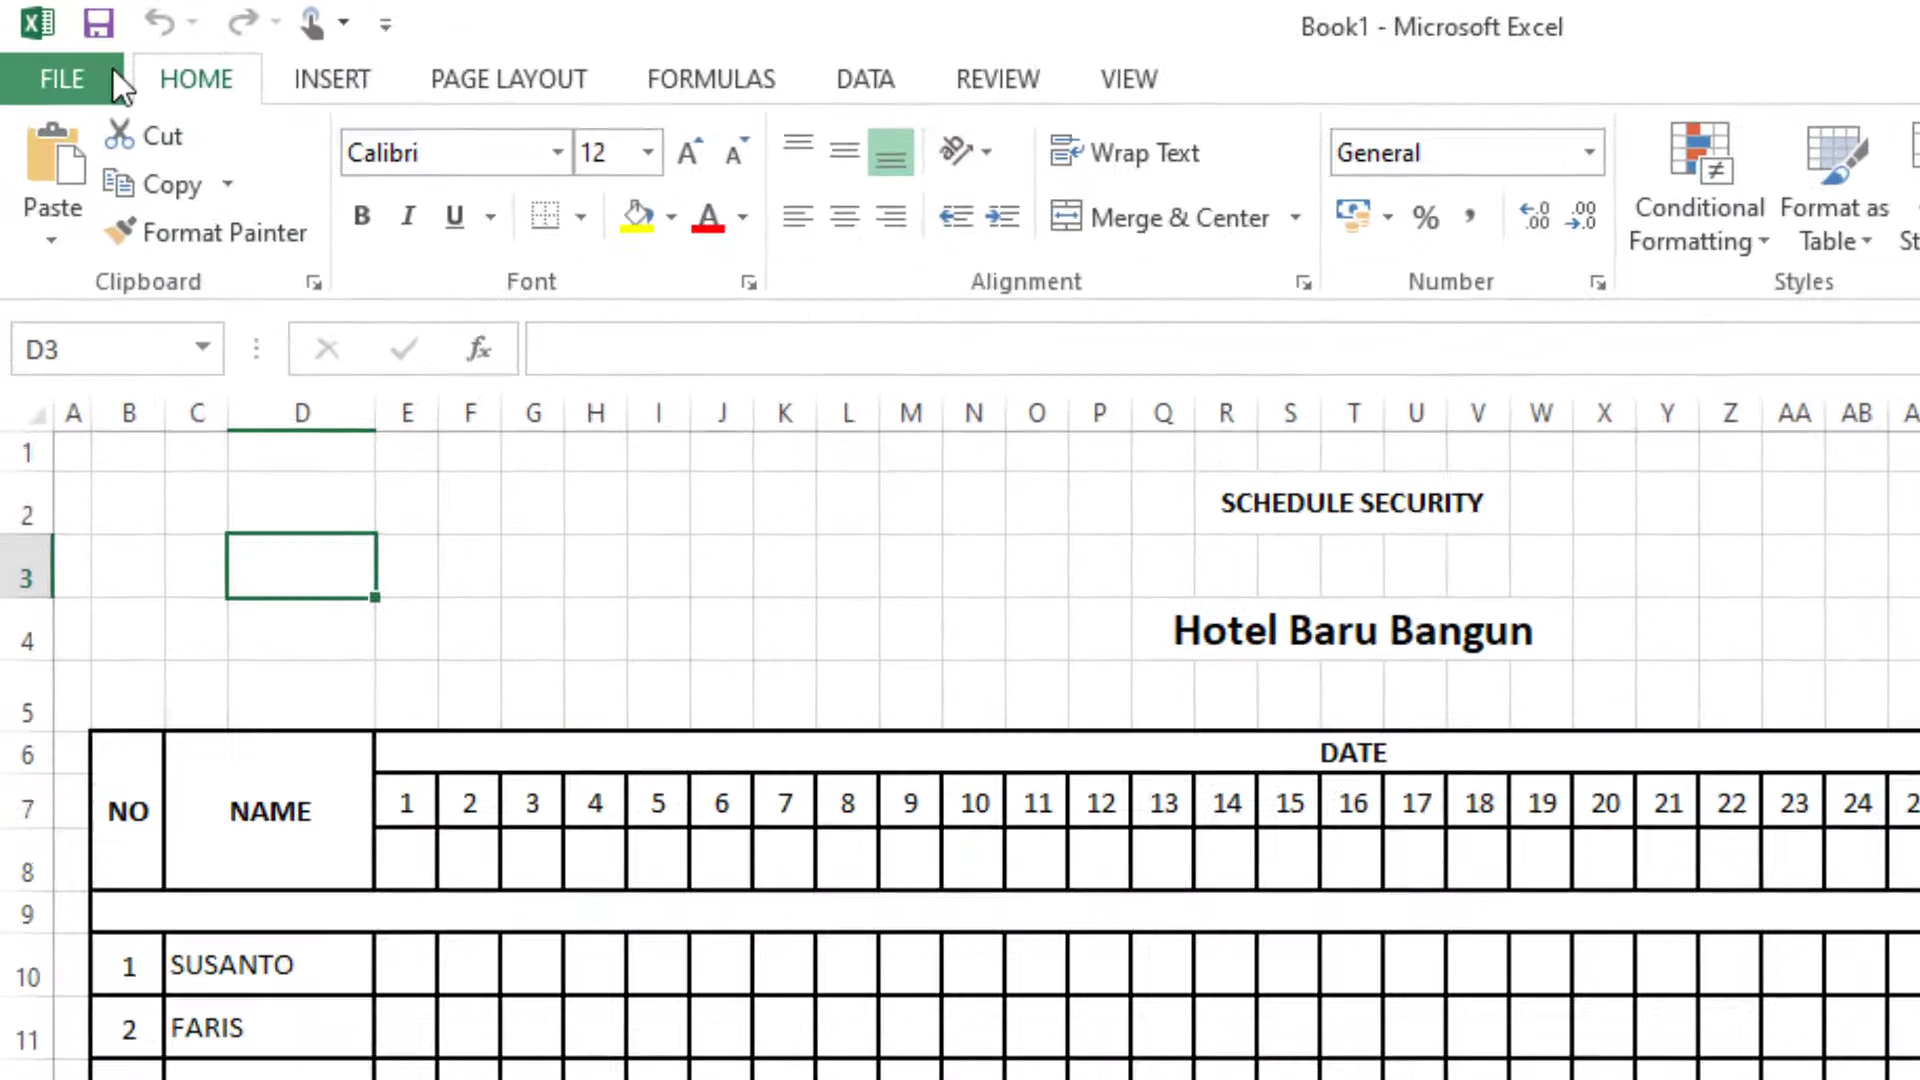 Book1 - Microsoft Excel
FILE HOME INSERT PAGE LAYOUT FORMULAS DATA REVIEW VIEW
Cut
Copy
Format Painter
Paste
Clipboard
Calibri 12
B I U
Font
Wrap Text
Merge & Center
Alignment
General
% ,
Number
Conditional Formatting
Format as Table
St
Styles
D3
fx
A B C D E F G H I J K L M N O P Q R S T U V W X Y Z AA AB A
1
2 SCHEDULE SECURITY
3
4 Hotel Baru Bangun
5
6 DATE
7 NO NAME 1 2 3 4 5 6 7 8 9 10 11 12 13 14 15 16 17 18 19 20 21 22 23 24 2
8
9
10 1 SUSANTO
11 2 FARIS